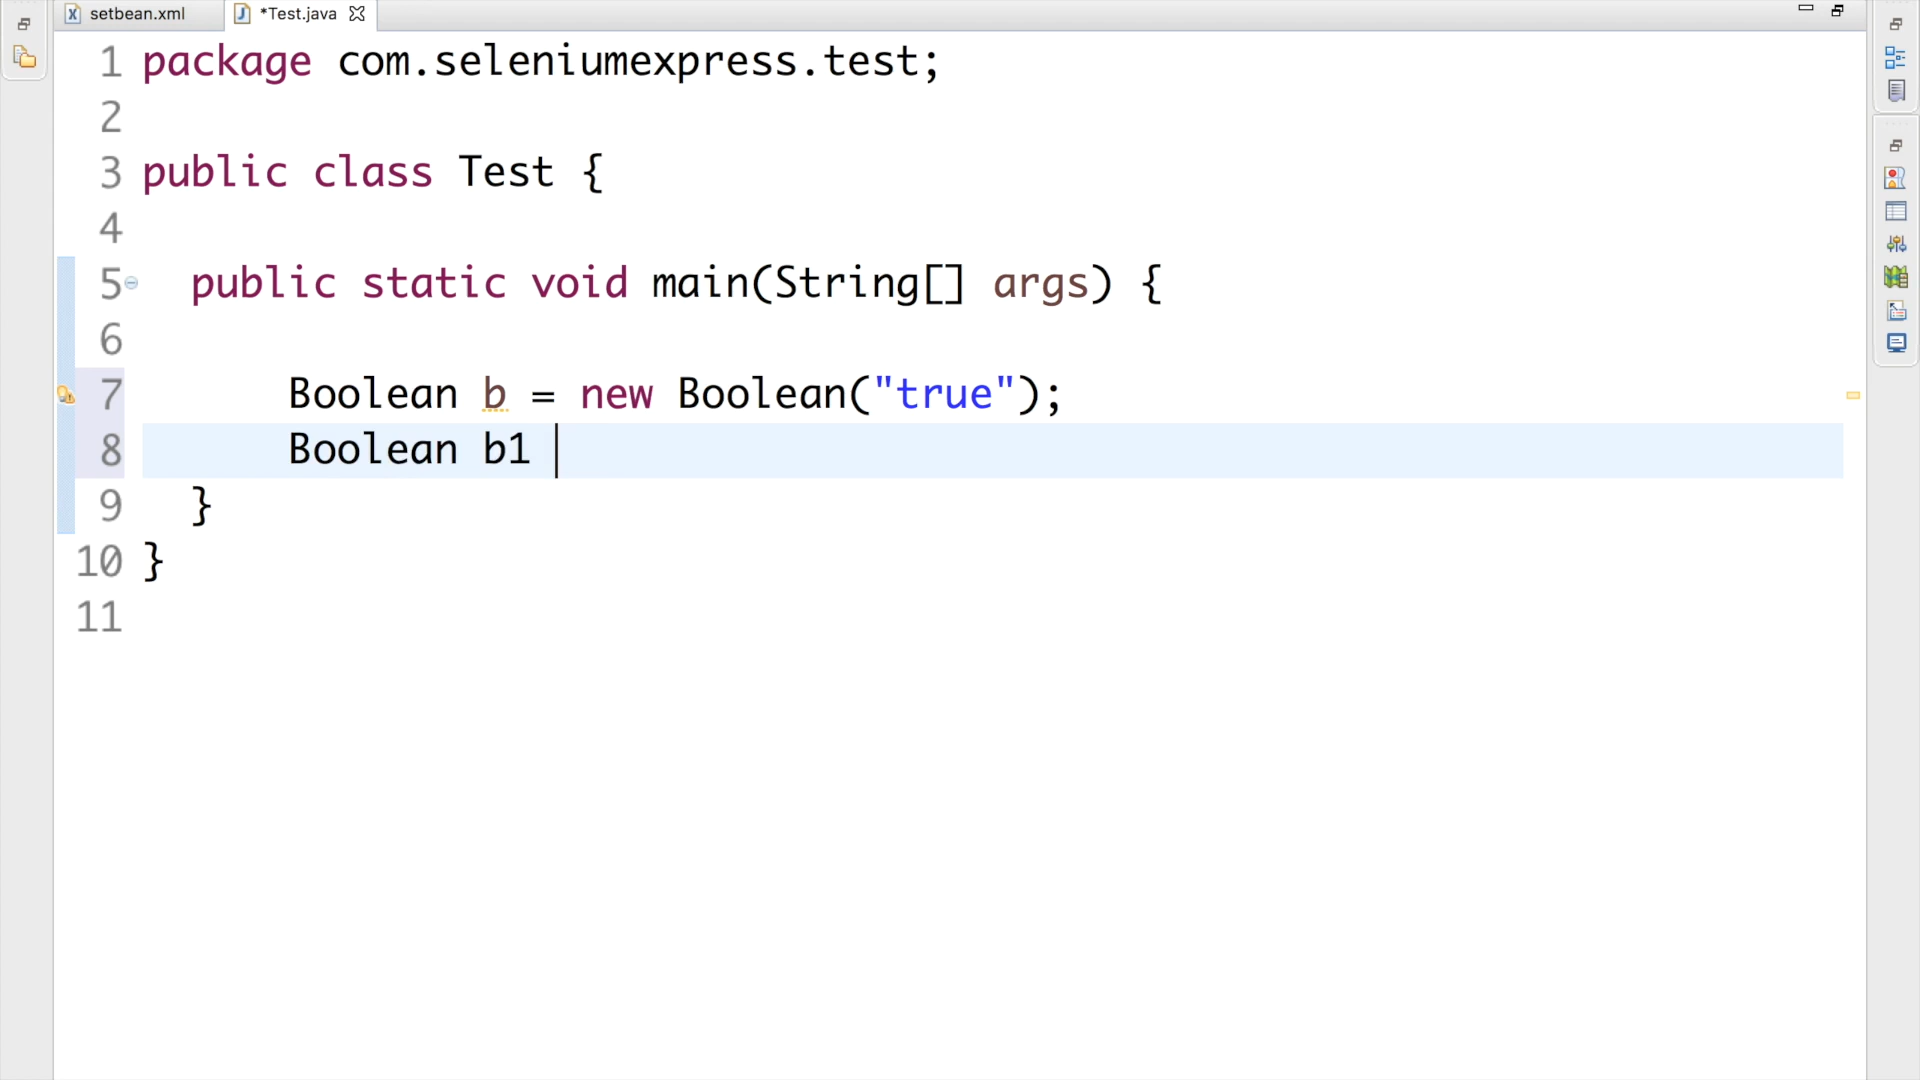 setbean.xml
*Test.java
1 package com.seleniumexpress.test;
2
3 public class Test {
4
5 public static void main(String[] args) {
6
7 Boolean b = new Boolean("true");
8 Boolean b1
9 }
10 }
11